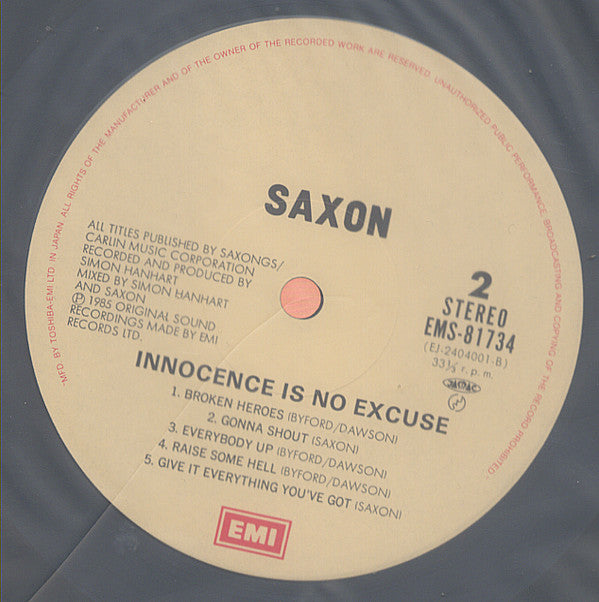 MFD. BY TOSHIBA-EMI LTD. IN JAPAN. ALL RIGHTS OF THE MANUFACTURER AND OF THE OWNER OF THE RECORDED WORK ARE RESERVED. UNAUTHORIZED PUBLIC PERFORMANCE, BROADCASTING AND COPYING OF THE RECORD PROHIBITED.
SAXON
ALL TITLES PUBLISHED BY SAXONGS/
CARLIN MUSIC CORPORATION
RECORDED AND PRODUCED BY
SIMON HANHART
MIXED BY SIMON HANHART
AND SAXON
Ⓟ 1985 ORIGINAL SOUND
RECORDINGS MADE BY EMI
RECORDS LTD.
2
STEREO
EMS-81734
(EJ-2404001-B)
33⅓ r.p.m.
JASRAC
INNOCENCE IS NO EXCUSE
1. BROKEN HEROES (BYFORD/DAWSON)
2. GONNA SHOUT (SAXON)
3. EVERYBODY UP (BYFORD/DAWSON)
4. RAISE SOME HELL (BYFORD/DAWSON)
5. GIVE IT EVERYTHING YOU'VE GOT (SAXON)
EMI